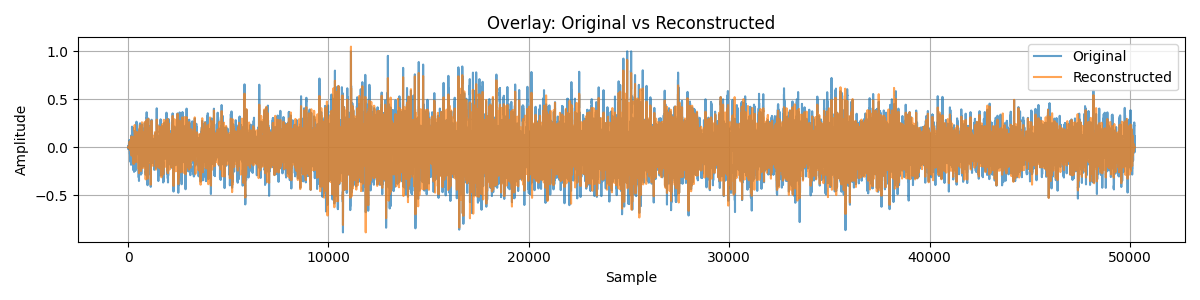 Overlay: Original vs Reconstructed
Original
Reconstructed
1.0
0.5
0.0
−0.5
Amplitude
0 10000 20000 30000 40000 50000
Sample